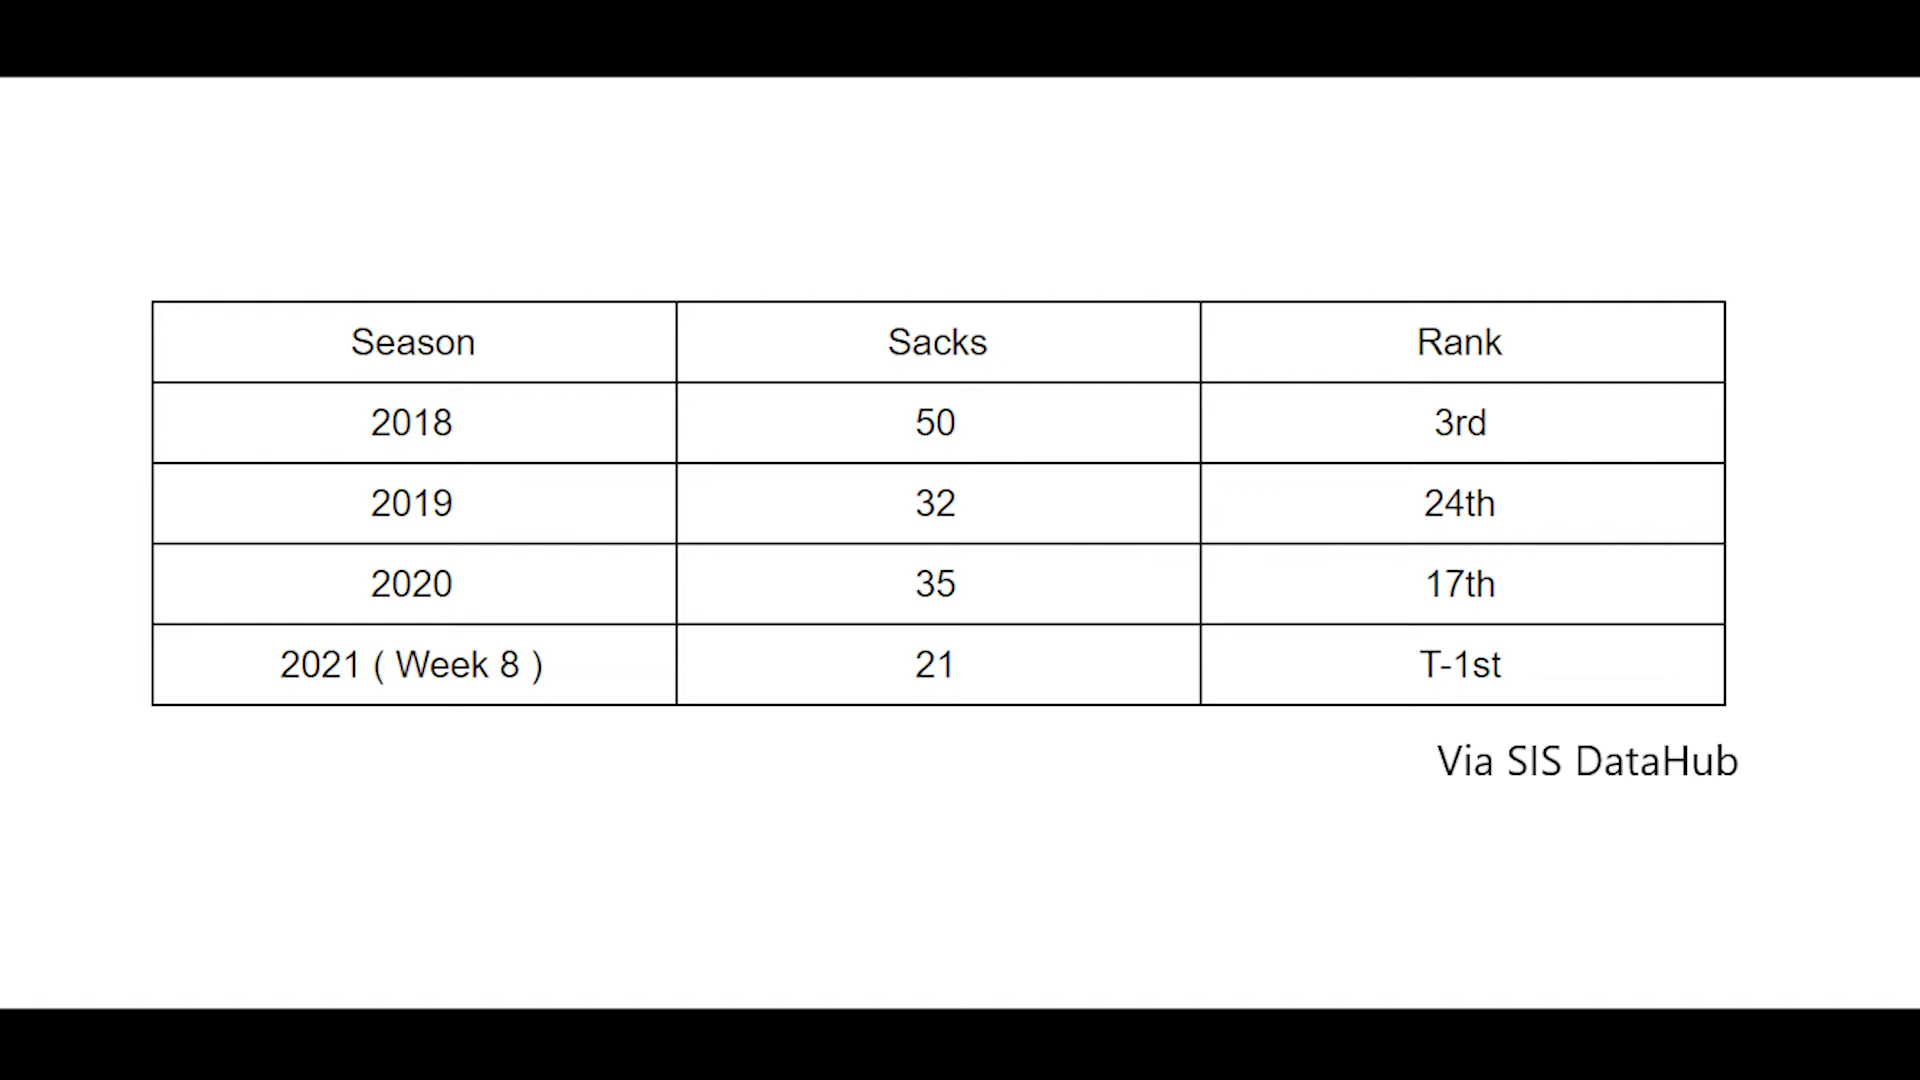 Season Sacks Rank
2018 50 3rd
2019 32 24th
2020 35 17th
2021 ( Week 8 ) 21 T-1st
Via SIS DataHub